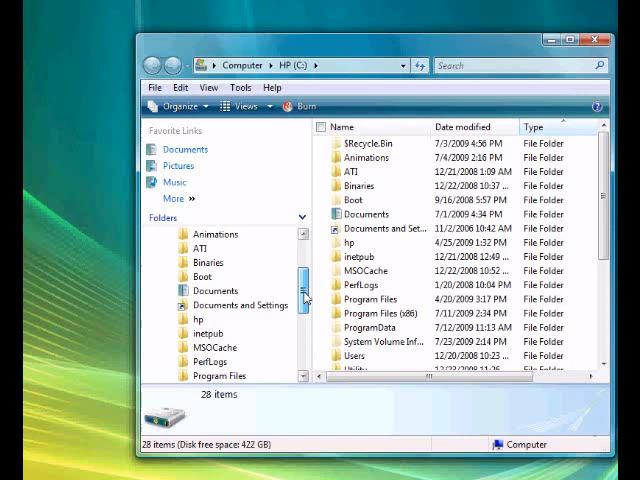 Computer HP (C:) Search
File Edit View Tools Help
Organize Views Burn ?
Favorite Links
Documents
Pictures
Music
More »
Folders
Animations
ATI
Binaries
Boot
Documents
Documents and Settings
hp
inetpub
MSOCache
PerfLogs
Program Files
Name Date modified Type
$Recycle.Bin 7/3/2009 4:56 PM File Folder
Animations 7/4/2009 2:16 PM File Folder
ATI 12/21/2008 1:09 AM File Folder
Binaries 12/22/2008 10:37 ... File Folder
Boot 9/16/2008 5:57 PM File Folder
Documents 7/1/2009 4:34 PM File Folder
Documents and Set... 11/2/2006 10:42 AM File Folder
hp 4/25/2009 1:32 PM File Folder
inetpub 12/21/2008 12:49 ... File Folder
MSOCache 12/22/2008 10:52 ... File Folder
PerfLogs 1/20/2008 10:04 PM File Folder
Program Files 4/20/2009 3:17 PM File Folder
Program Files (x86) 7/11/2009 2:34 PM File Folder
ProgramData 7/12/2009 11:13 AM File Folder
System Volume Inf... 7/23/2009 2:14 PM File Folder
Users 12/20/2008 10:23 ... File Folder
Utility 12/23/2008 11:26 File Folder
28 items
28 items (Disk free space: 422 GB) Computer